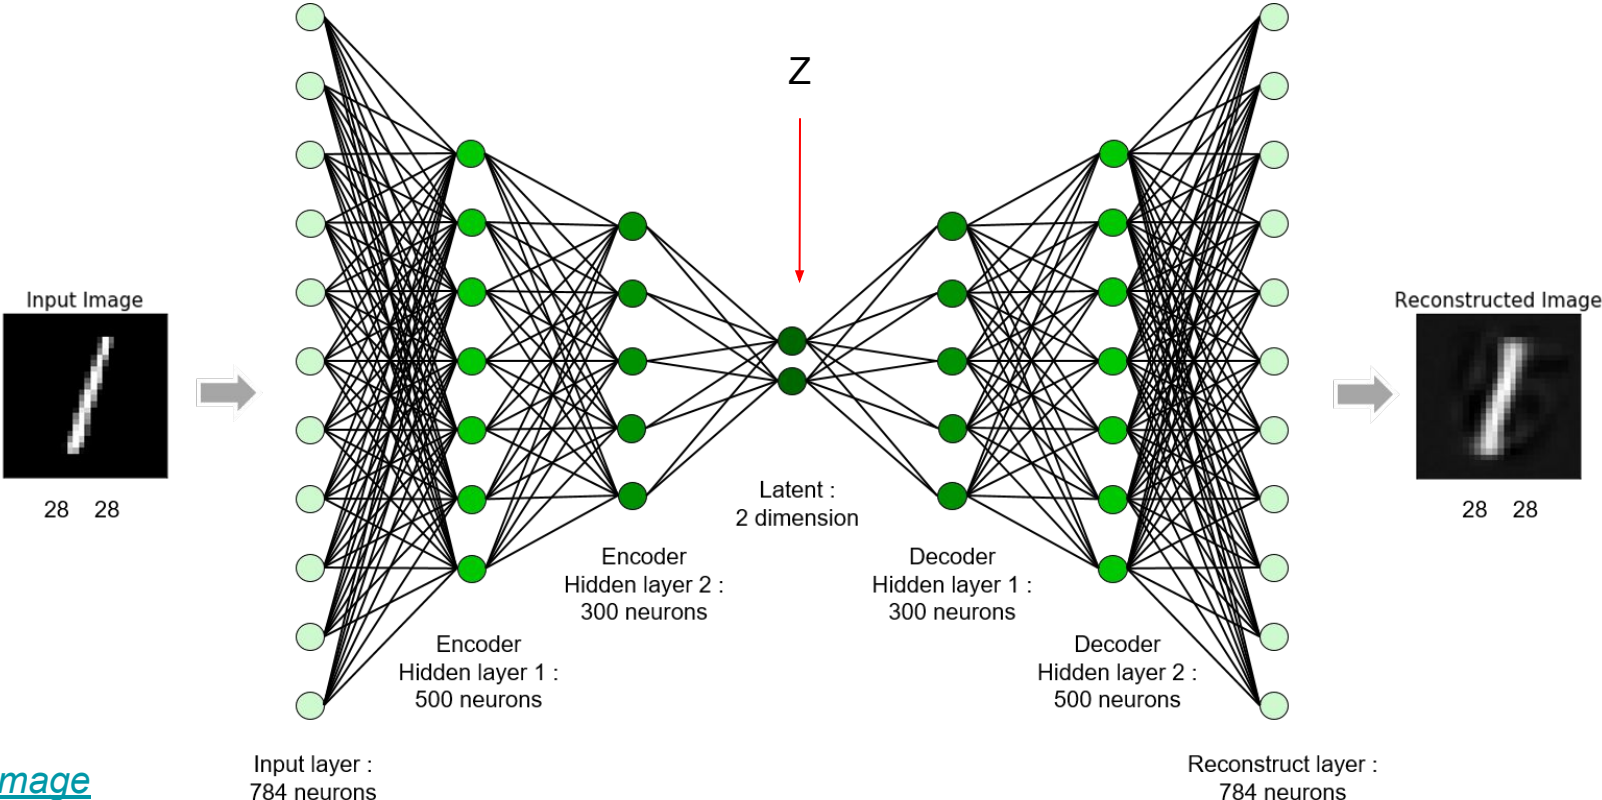 Z
Input Image
28 28
Reconstructed Image
28 28
Latent :
2 dimension
Encoder
Hidden layer 2 :
300 neurons
Decoder
Hidden layer 1 :
300 neurons
Encoder
Hidden layer 1 :
500 neurons
Decoder
Hidden layer 2 :
500 neurons
Input layer :
784 neurons
Reconstruct layer :
784 neurons
mage